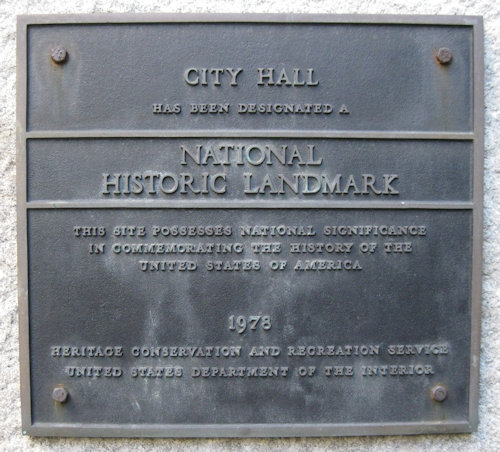 CITY HALL
HAS BEEN DESIGNATED A
NATIONAL
HISTORIC LANDMARK
THIS SITE POSSESSES NATIONAL SIGNIFICANCE
IN COMMEMORATING THE HISTORY OF THE
UNITED STATES OF AMERICA
1978
HERITAGE CONSERVATION AND RECREATION SERVICE
UNITED STATES DEPARTMENT OF THE INTERIOR